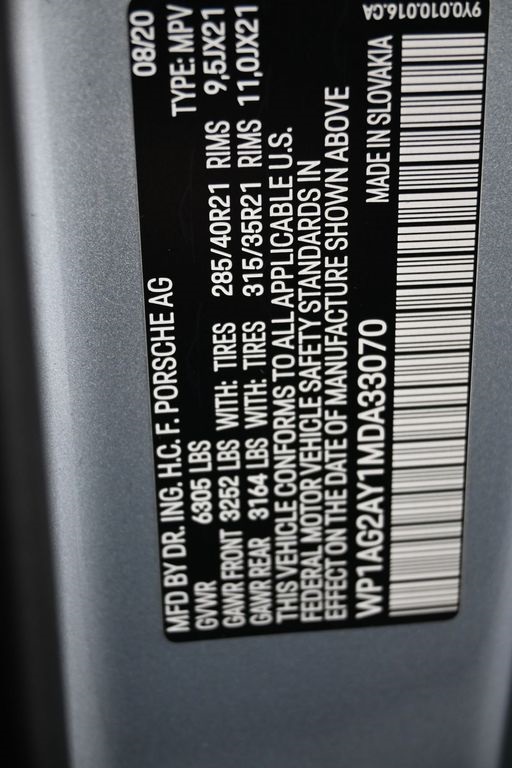 9Y0.010.016.CA
MFD BY DR. ING. H.C. F. PORSCHE AG 08/20
GVWR 6305 LBS TYPE: MPV
GAWR FRONT 3252 LBS WITH: TIRES 285/40R21 RIMS 9,5JX21
GAWR REAR 3164 LBS WITH: TIRES 315/35R21 RIMS 11,0JX21
THIS VEHICLE CONFORMS TO ALL APPLICABLE U.S.
FEDERAL MOTOR VEHICLE SAFETY STANDARDS IN
EFFECT ON THE DATE OF MANUFACTURE SHOWN ABOVE
WP1AG2AY1MDA33070 MADE IN SLOVAKIA